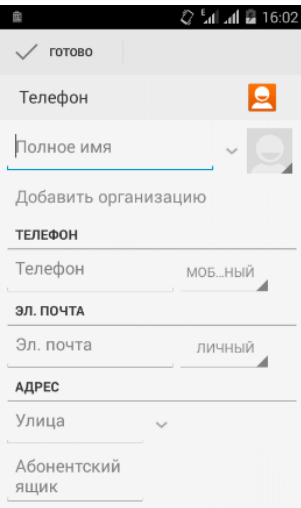 16:02
ГОТОВО
Телефон
Полное имя
Добавить организацию
ТЕЛЕФОН
Телефон
МОБ...НЫЙ
ЭЛ. ПОЧТА
Эл. почта
ЛИЧНЫЙ
АДРЕС
Улица
Абонентский
ящик